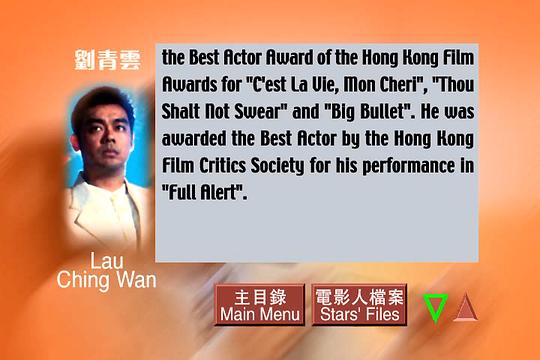 劉青雲
the Best Actor Award of the Hong Kong Film
Awards for "C'est La Vie, Mon Cheri", "Thou
Shalt Not Swear" and "Big Bullet". He was
awarded the Best Actor by the Hong Kong
Film Critics Society for his performance in
"Full Alert".
Lau
Ching Wan
主目錄
Main Menu
電影人檔案
Stars' Files